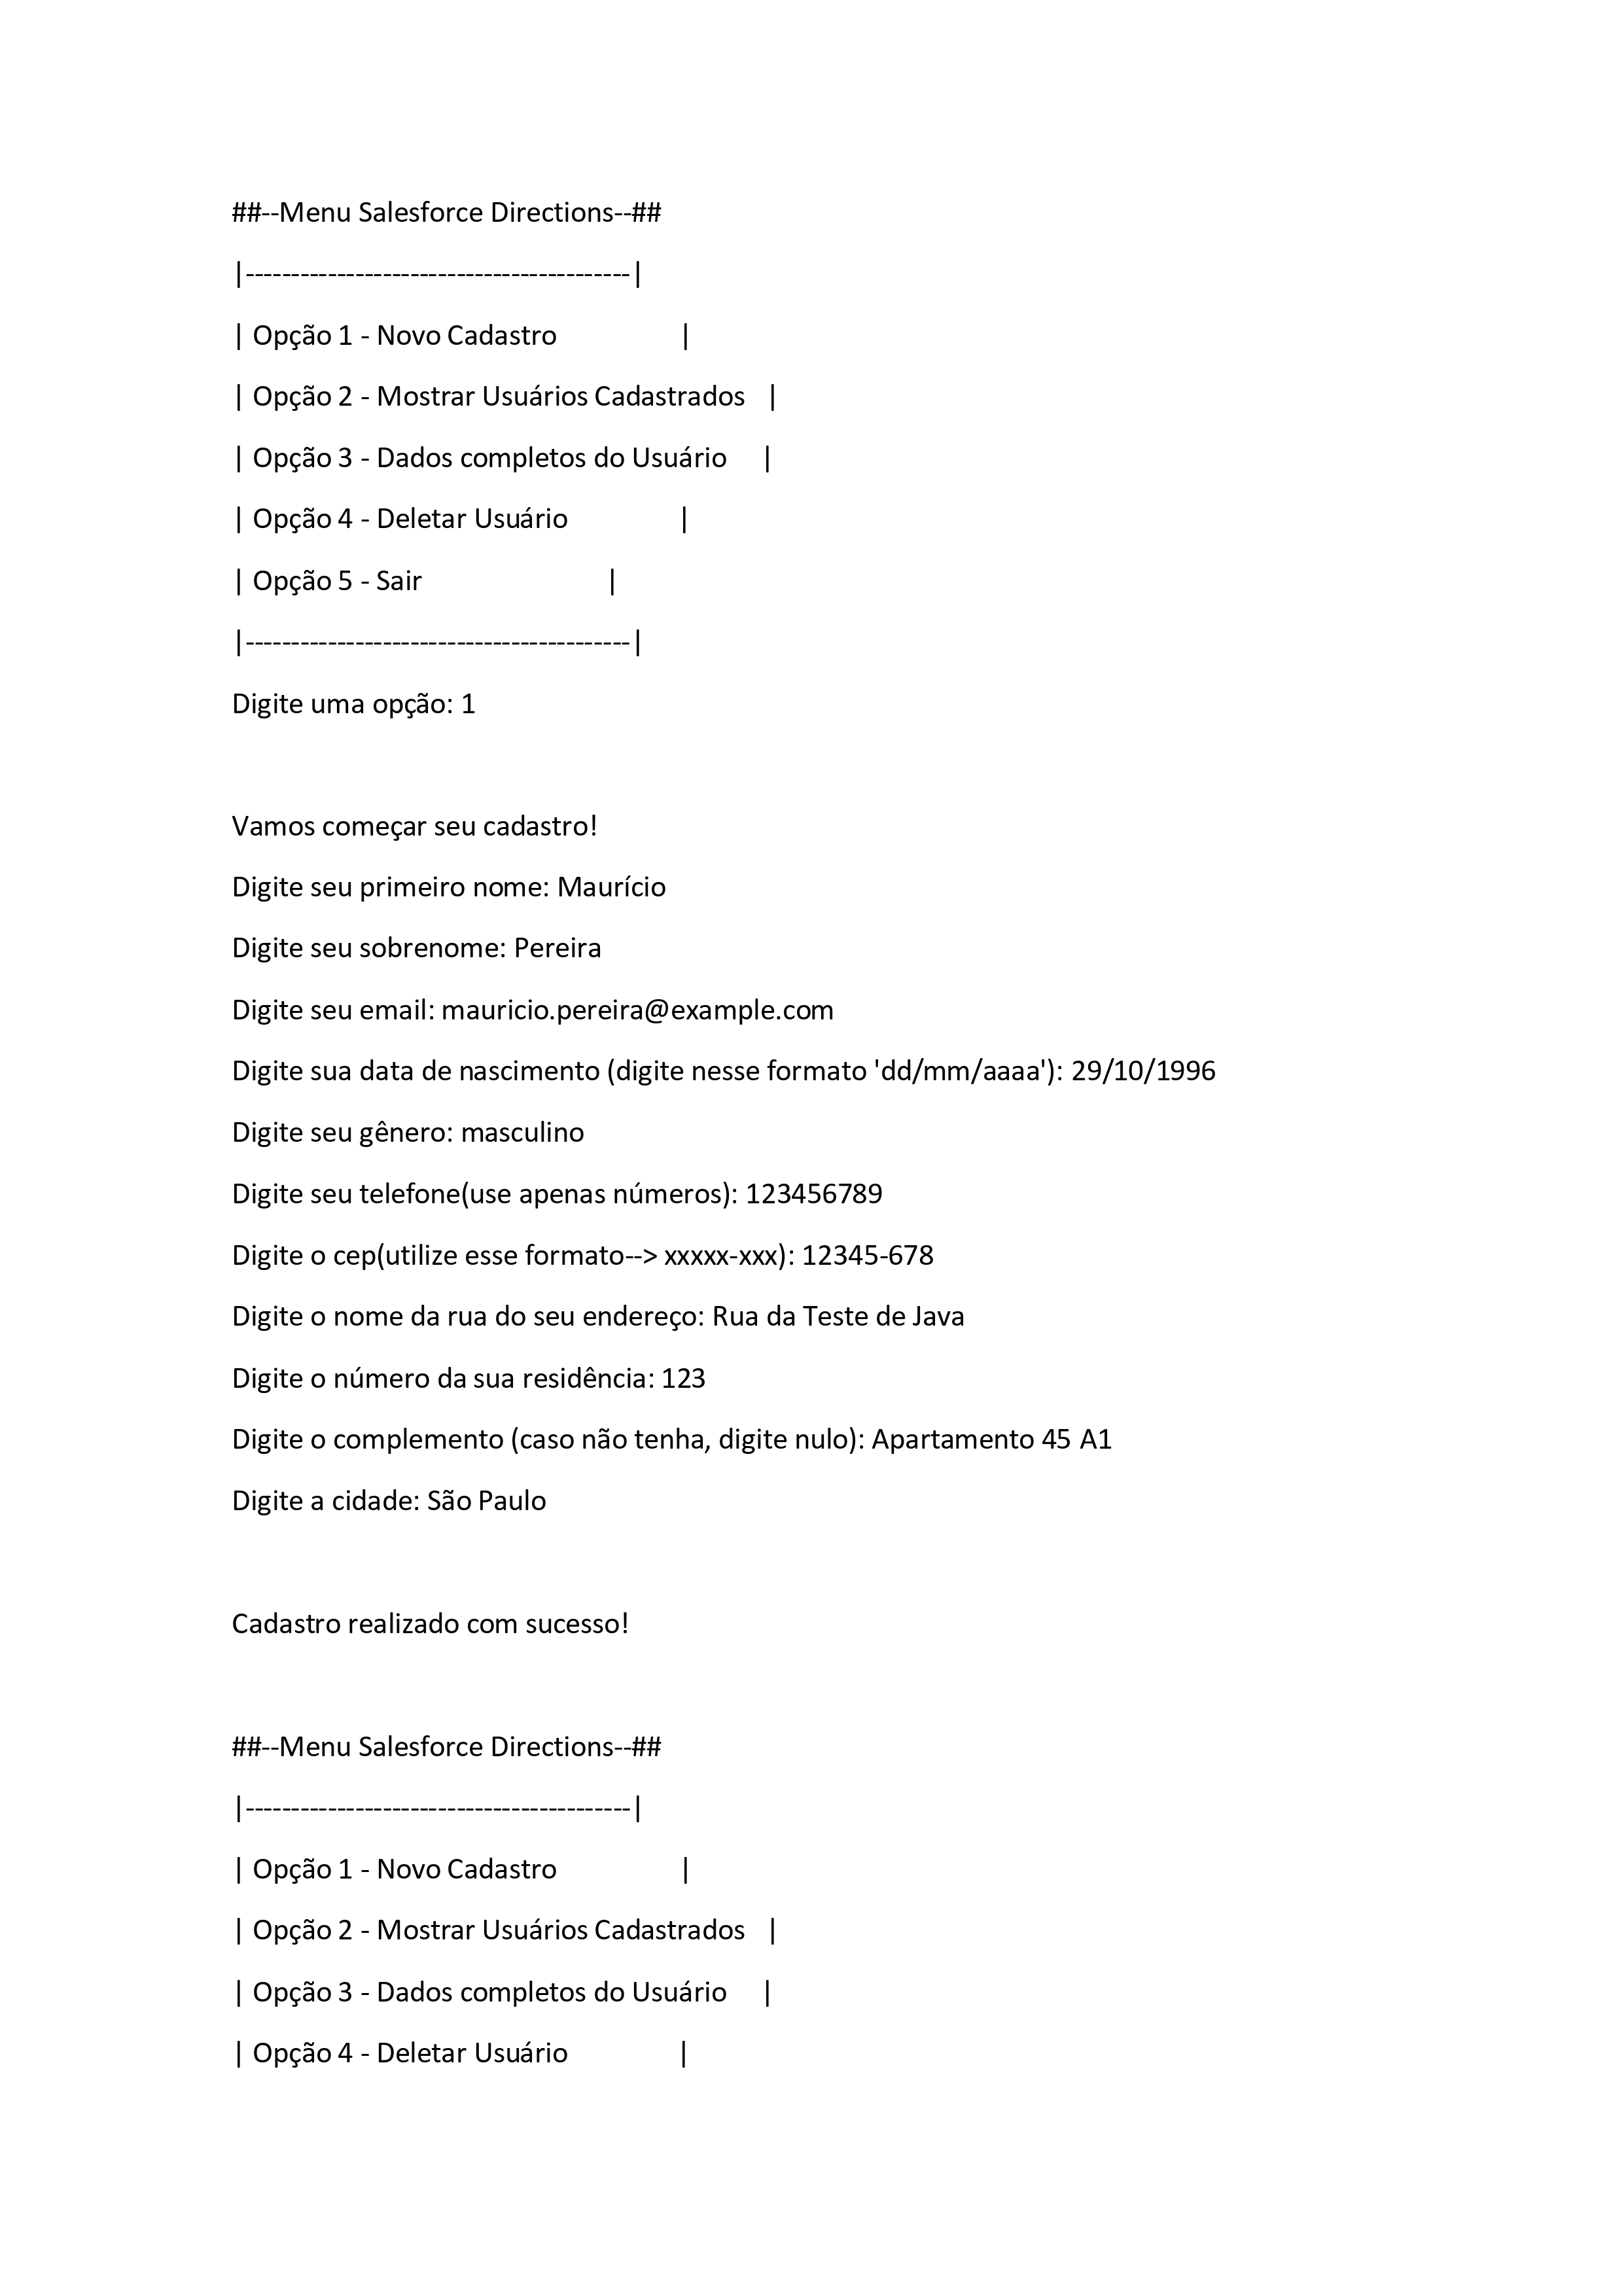 ##--Menu Salesforce Directions--##
|------------------------------------------|
| Opção 1 - Novo Cadastro                 |
| Opção 2 - Mostrar Usuários Cadastrados   |
| Opção 3 - Dados completos do Usuário     |
| Opção 4 - Deletar Usuário               |
| Opção 5 - Sair                          |
|------------------------------------------|
Digite uma opção: 1
Vamos começar seu cadastro!
Digite seu primeiro nome: Maurício
Digite seu sobrenome: Pereira
Digite seu email: mauricio.pereira@example.com
Digite sua data de nascimento (digite nesse formato 'dd/mm/aaaa'): 29/10/1996
Digite seu gênero: masculino
Digite seu telefone(use apenas números): 123456789
Digite o cep(utilize esse formato--> xxxxx-xxx): 12345-678
Digite o nome da rua do seu endereço: Rua da Teste de Java
Digite o número da sua residência: 123
Digite o complemento (caso não tenha, digite nulo): Apartamento 45 A1
Digite a cidade: São Paulo
Cadastro realizado com sucesso!
##--Menu Salesforce Directions--##
|------------------------------------------|
| Opção 1 - Novo Cadastro                 |
| Opção 2 - Mostrar Usuários Cadastrados   |
| Opção 3 - Dados completos do Usuário     |
| Opção 4 - Deletar Usuário               |